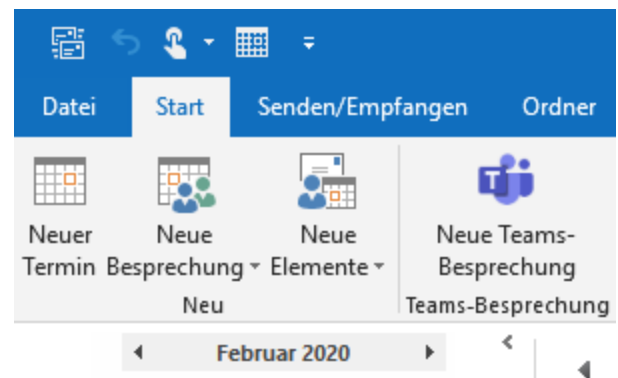 Datei Start Senden/Empfangen Ordner
Neuer Neue Neue Neue Teams-
Termin Besprechung Elemente Besprechung
Neu Teams-Besprechung
Februar 2020